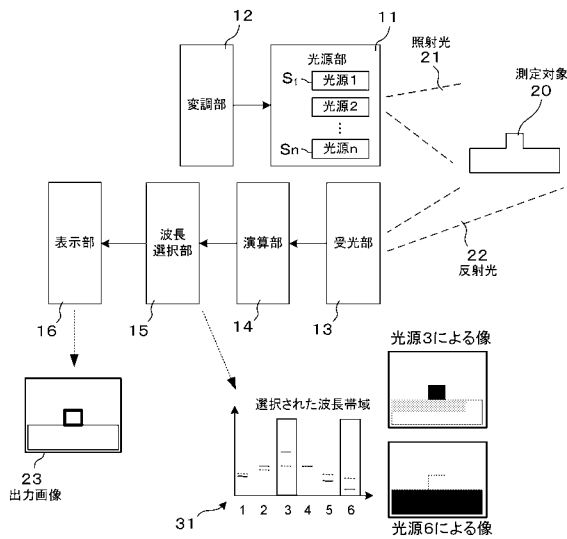 12
11
変調部
光源部
S1
光源1
光源2
⋮
Sn
光源n
照射光
21
測定対象
20
表示部
波長
選択部
演算部
受光部
22
反射光
16
15
14
13
光源3による像
選択された波長帯域
23
出力画像
31
1 2 3 4 5 6
光源6による像